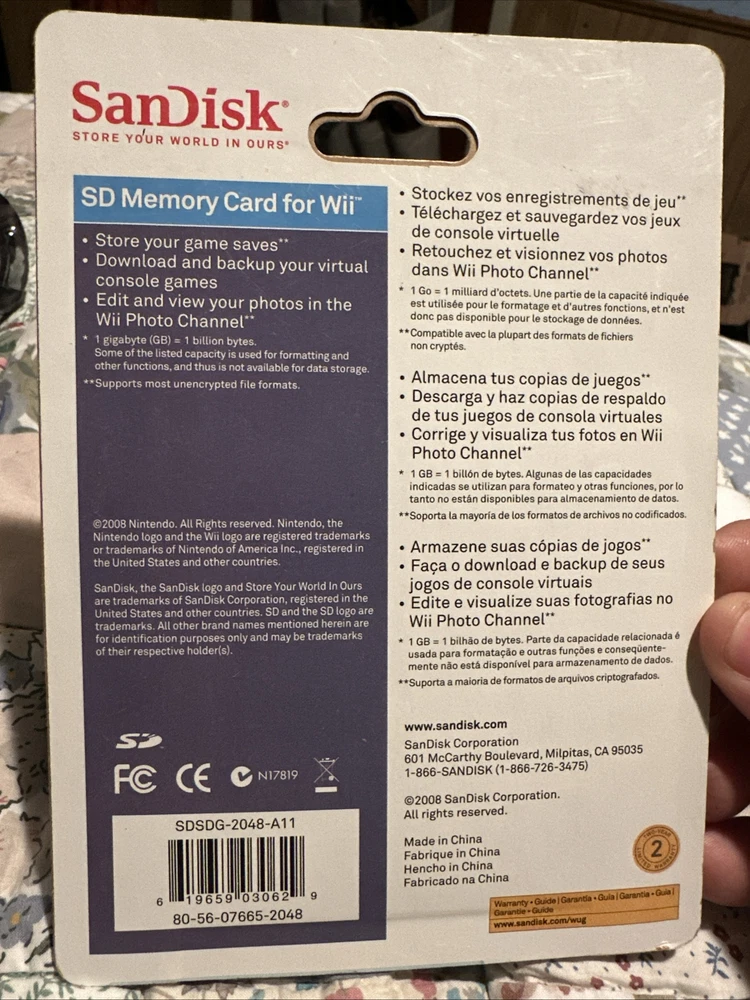 SanDisk®
STORE YOUR WORLD IN OURS®
SD Memory Card for Wii™
• Store your game saves**
• Download and backup your virtual
console games
• Edit and view your photos in the
Wii Photo Channel**
* 1 gigabyte (GB) = 1 billion bytes.
Some of the listed capacity is used for formatting and
other functions, and thus is not available for data storage.
**Supports most unencrypted file formats.
©2008 Nintendo. All Rights reserved. Nintendo, the
Nintendo logo and the Wii logo are registered trademarks
or trademarks of Nintendo of America Inc., registered in
the United States and other countries.
SanDisk, the SanDisk logo and Store Your World In Ours
are trademarks of SanDisk Corporation, registered in the
United States and other countries. SD and the SD logo are
trademarks. All other brand names mentioned herein are
for identification purposes only and may be trademarks
of their respective holder(s).
SD
FC CE N17819
SDSDG-2048-A11
6 19659 03062 9
80-56-07665-2048
• Stockez vos enregistrements de jeu**
• Téléchargez et sauvegardez vos jeux
de console virtuelle
• Retouchez et visionnez vos photos
dans Wii Photo Channel**
* 1 Go = 1 milliard d'octets. Une partie de la capacité indiquée
est utilisée pour le formatage et d'autres fonctions, et n'est
donc pas disponible pour le stockage de données.
**Compatible avec la plupart des formats de fichiers
non cryptés.
• Almacena tus copias de juegos**
• Descarga y haz copias de respaldo
de tus juegos de consola virtuales
• Corrige y visualiza tus fotos en Wii
Photo Channel**
* 1 GB = 1 billón de bytes. Algunas de las capacidades
indicadas se utilizan para formateo y otras funciones, por lo
tanto no están disponibles para almacenamiento de datos.
**Soporta la mayoría de los formatos de archivos no codificados.
• Armazene suas cópias de jogos**
• Faça o download e backup de seus
jogos de console virtuais
• Edite e visualize suas fotografias no
Wii Photo Channel**
* 1 GB = 1 bilhão de bytes. Parte da capacidade relacionada é
usada para formatação e outras funções e conseqüente-
mente não está disponível para armazenamento de dados.
**Suporta a maioria de formatos de arquivos criptografados.
www.sandisk.com
SanDisk Corporation
601 McCarthy Boulevard, Milpitas, CA 95035
1-866-SANDISK (1-866-726-3475)
©2008 SanDisk Corporation.
All rights reserved.
Made in China
Fabrique in China
Hencho in China
Fabricado na China
2
Warranty • Guide | Garantia • Guía | Garantia • Guia |
Garantie • Guide
www.sandisk.com/wug